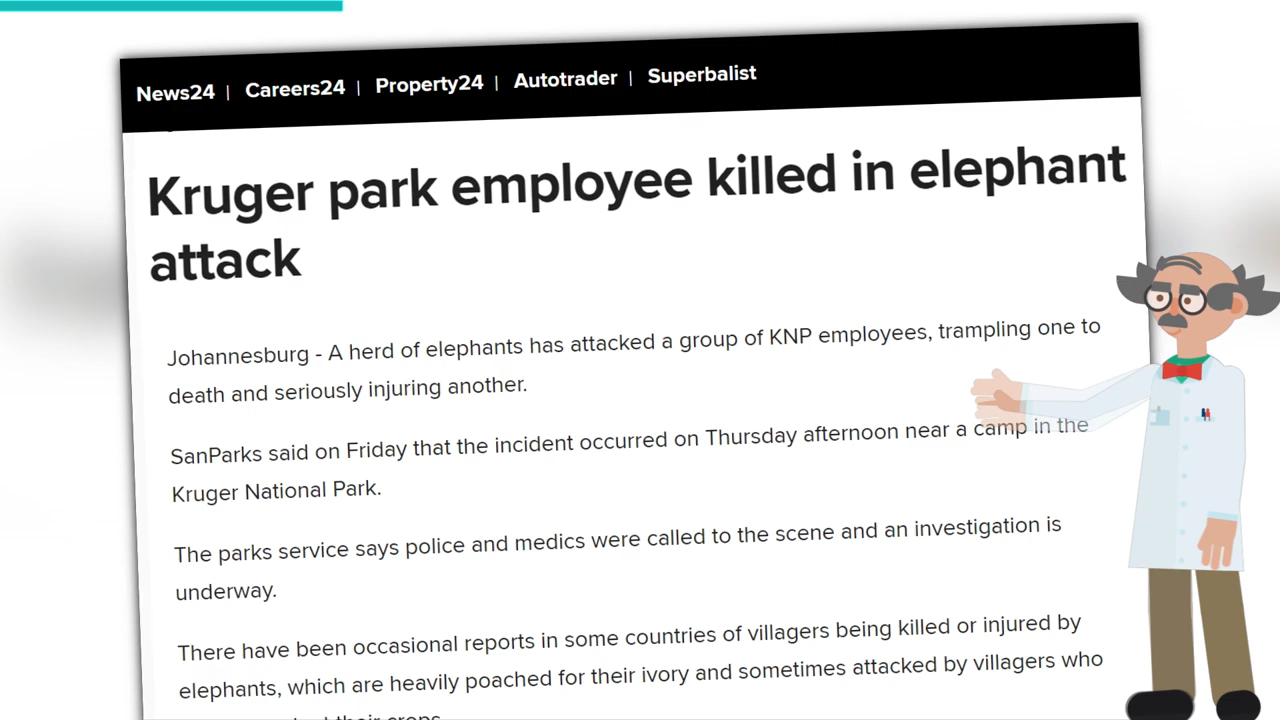 News24 | Careers24 | Property24 | Autotrader | Superbalist
Kruger park employee killed in elephant
attack
Johannesburg - A herd of elephants has attacked a group of KNP employees, trampling one to
death and seriously injuring another.
SanParks said on Friday that the incident occurred on Thursday afternoon near a camp in the
Kruger National Park.
The parks service says police and medics were called to the scene and an investigation is
underway.
There have been occasional reports in some countries of villagers being killed or injured by
elephants, which are heavily poached for their ivory and sometimes attacked by villagers who
their crops.